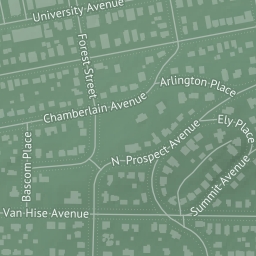 University Avenue
Forest Street
Arlington Place
Chamberlain Avenue
Ely Place
Bascom Place
N Prospect Avenue
Summit Avenue
Van Hise Avenue